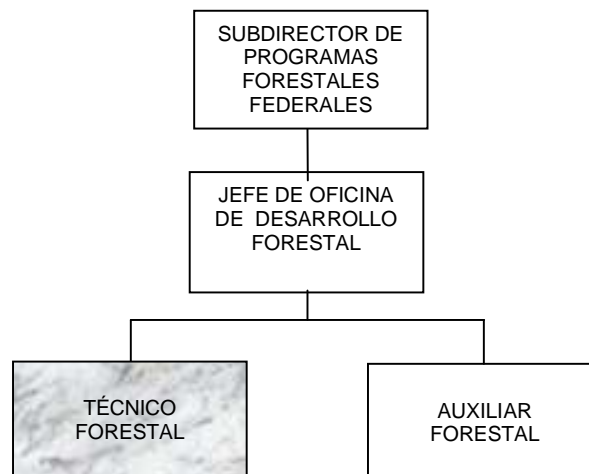 SUBDIRECTOR DE
PROGRAMAS
FORESTALES
FEDERALES
JEFE DE OFICINA
DE DESARROLLO
FORESTAL
TÉCNICO
FORESTAL
AUXILIAR
FORESTAL